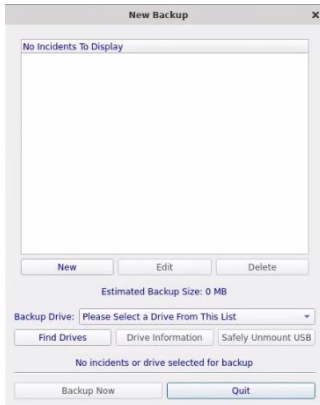 New Backup x
No Incidents To Display
New Edit Delete
Estimated Backup Size: 0 MB
Backup Drive: Please Select a Drive From This List
Find Drives Drive Information Safely Unmount USB
No incidents or drive selected for backup
Backup Now Quit